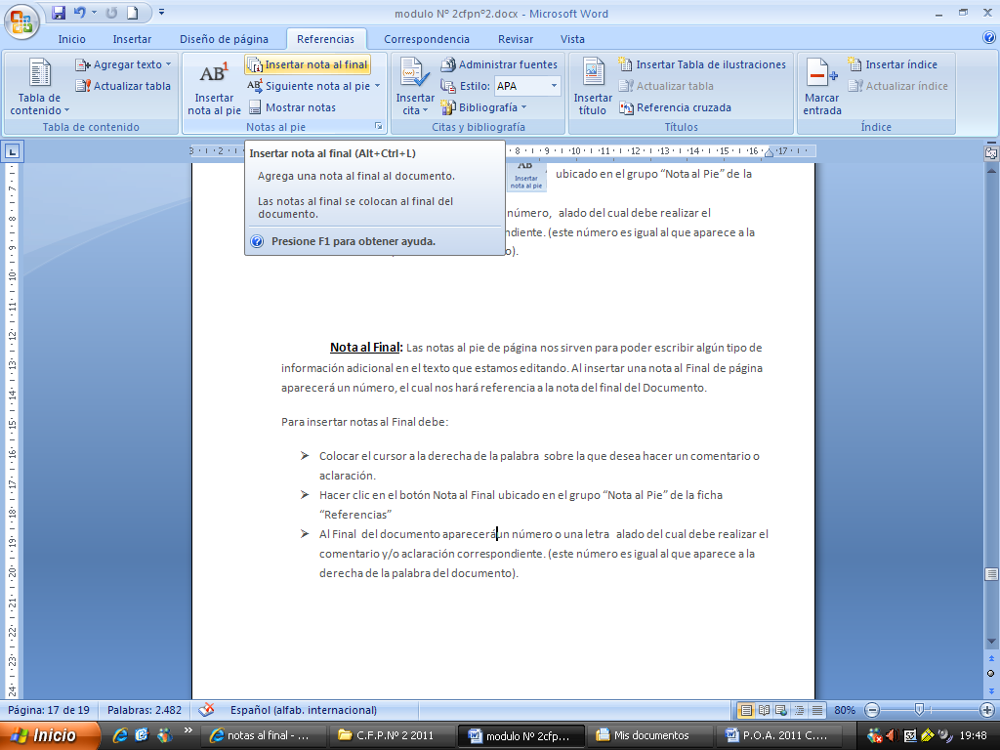 modulo Nº 2cfpnº2.docx - Microsoft Word
Inicio Insertar Diseño de página Referencias Correspondencia Revisar Vista
Tabla de contenido
Agregar texto
Actualizar tabla
Tabla de contenido
AB1
Insertar nota al pie
Insertar nota al final
Siguiente nota al pie
Mostrar notas
Notas al pie
Insertar cita
Administrar fuentes
Estilo: APA
Bibliografía
Citas y bibliografía
Insertar título
Insertar Tabla de ilustraciones
Actualizar tabla
Referencia cruzada
Títulos
Marcar entrada
Insertar índice
Actualizar índice
Índice
Insertar nota al final (Alt+Ctrl+L)
Agrega una nota al final al documento.
Las notas al final se colocan al final del
documento.
Presione F1 para obtener ayuda.
Insertar
nota al pie
ubicado en el grupo “Nota al Pie” de la
número, alado del cual debe realizar el
ndiente. (este número es igual al que aparece a la
o).
Nota al Final: Las notas al pie de página nos sirven para poder escribir algún tipo de
información adicional en el texto que estamos editando. Al insertar una nota al Final de página
aparecerá un número, el cual nos hará referencia a la nota del final del Documento.
Para insertar notas al Final debe:
Colocar el cursor a la derecha de la palabra sobre la que desea hacer un comentario o
aclaración.
Hacer clic en el botón Nota al Final ubicado en el grupo “Nota al Pie” de la ficha
“Referencias”
Al Final del documento aparecerá un número o una letra alado del cual debe realizar el
comentario y/o aclaración correspondiente. (este número es igual al que aparece a la
derecha de la palabra del documento).
Página: 17 de 19 Palabras: 2.482 Español (alfab. internacional) 80%
Inicio notas al final - ... C.F.P.Nº 2 2011 modulo Nº 2cfp... Mis documentos P.O.A. 2011 C.... 19:48